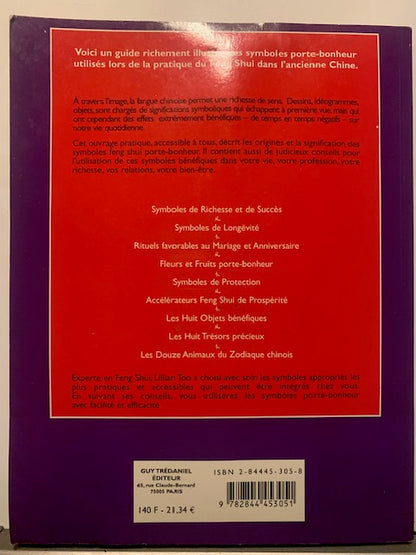 Voici un guide richement illustré des symboles porte-bonheur
utilisés lors de la pratique du Feng Shui dans l'ancienne Chine.
A travers l'image, la langue chinoise permet une richesse de sens. Dessins, idéogrammes,
objets, sont chargés de significations symboliques qui échappent à première vue, mais qui
ont cependant des effets extrêmement bénéfiques – de temps en temps négatifs – sur
notre vie quotidienne.
Cet ouvrage pratique, accessible à tous, décrit les origines et la signification des
symboles feng shui porte-bonheur. Il contient aussi de judicieux conseils pour
l'utilisation de ces symboles bénéfiques dans votre vie, votre profession, votre
richesse, vos relations, votre bien-être.
Symboles de Richesse et de Succès
Symboles de Longévité
Rituels favorables au Mariage et Anniversaire
Fleurs et Fruits porte-bonheur
Symboles de Protection
Accélérateurs Feng Shui de Prospérité
Les Huit Objets bénéfiques
Les Huit Trésors précieux
Les Douze Animaux du Zodiaque chinois
Experte en Feng Shui, Lillian Too a choisi avec soin les symboles appropriés les
plus pratiques et accessibles qui peuvent être intégrés chez vous.
En suivant ses conseils, vous utiliserez les symboles porte-bonheur
avec facilité et efficacité
GUY TRÉDANIEL
ÉDITEUR
65, rue Claude-Bernard
75005 PARIS
140 F - 21,34 €
ISBN 2-84445-305-8
9 782844 453051